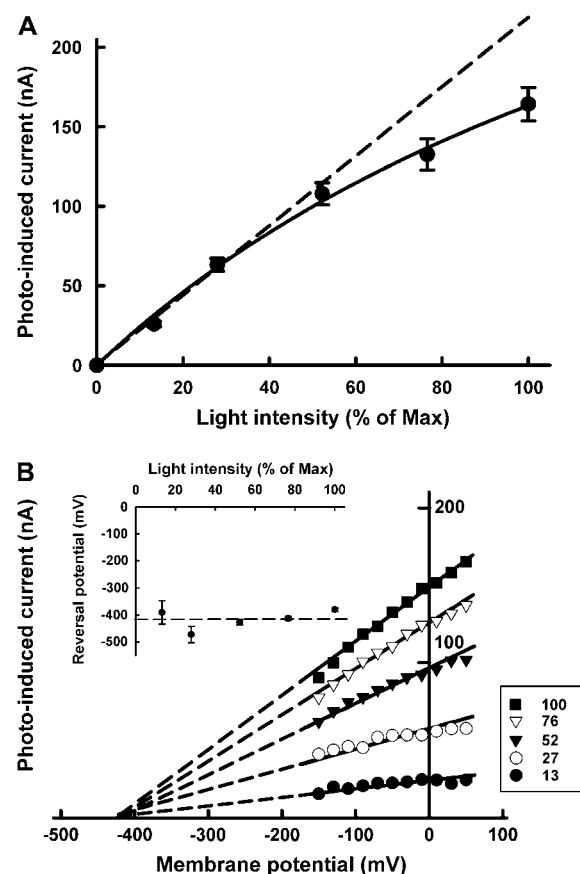 A
Photo-induced current (nA)
200
150
100
50
0
0 20 40 60 80 100
Light intensity (% of Max)
B
Photo-induced current (nA)
Light intensity (% of Max)
0 20 40 60 80 100
Reversal potential (mV)
0
-100
-200
-300
-400
-500
200
100
100
76
52
27
13
-500 -400 -300 -200 -100 0 100
Membrane potential (mV)